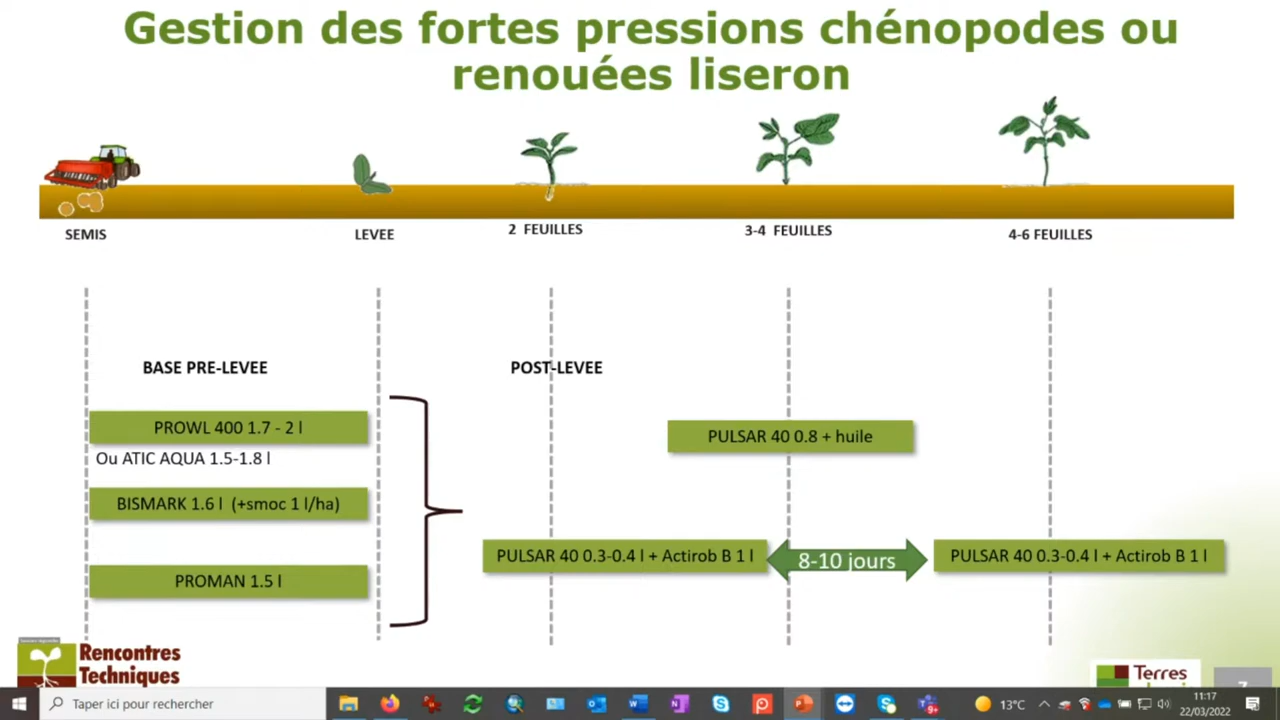 Gestion des fortes pressions chénopodes ou
renouées liseron
SEMIS
LEVEE
2 FEUILLES
3-4 FEUILLES
4-6 FEUILLES
BASE PRE-LEVEE
POST-LEVEE
PROWL 400 1.7 - 2 l
Ou ATIC AQUA 1.5-1.8 l
BISMARK 1.6 l (+smoc 1 l/ha)
PROMAN 1.5 l
PULSAR 40 0.8 + huile
PULSAR 40 0.3-0.4 l + Actirob B 1 l
8-10 jours
PULSAR 40 0.3-0.4 l + Actirob B 1 l
Rencontres
Techniques
Terres
Taper ici pour rechercher
13°C
11:17
22/03/2022